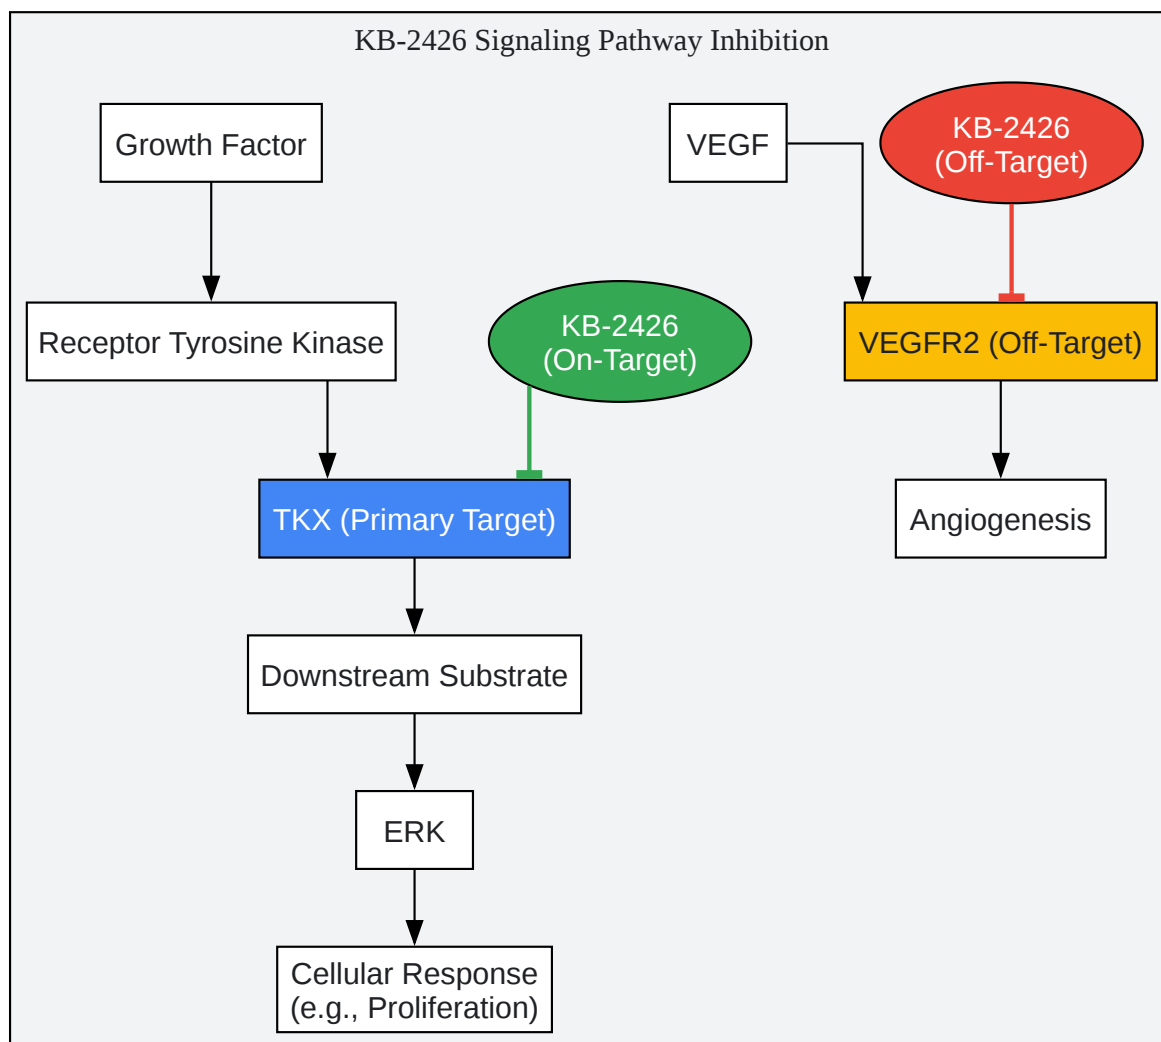 KB-2426 Signaling Pathway Inhibition
Growth Factor
VEGF
KB-2426
(Off-Target)
Receptor Tyrosine Kinase
KB-2426
(On-Target)
VEGFR2 (Off-Target)
TKX (Primary Target)
Angiogenesis
Downstream Substrate
ERK
Cellular Response
(e.g., Proliferation)